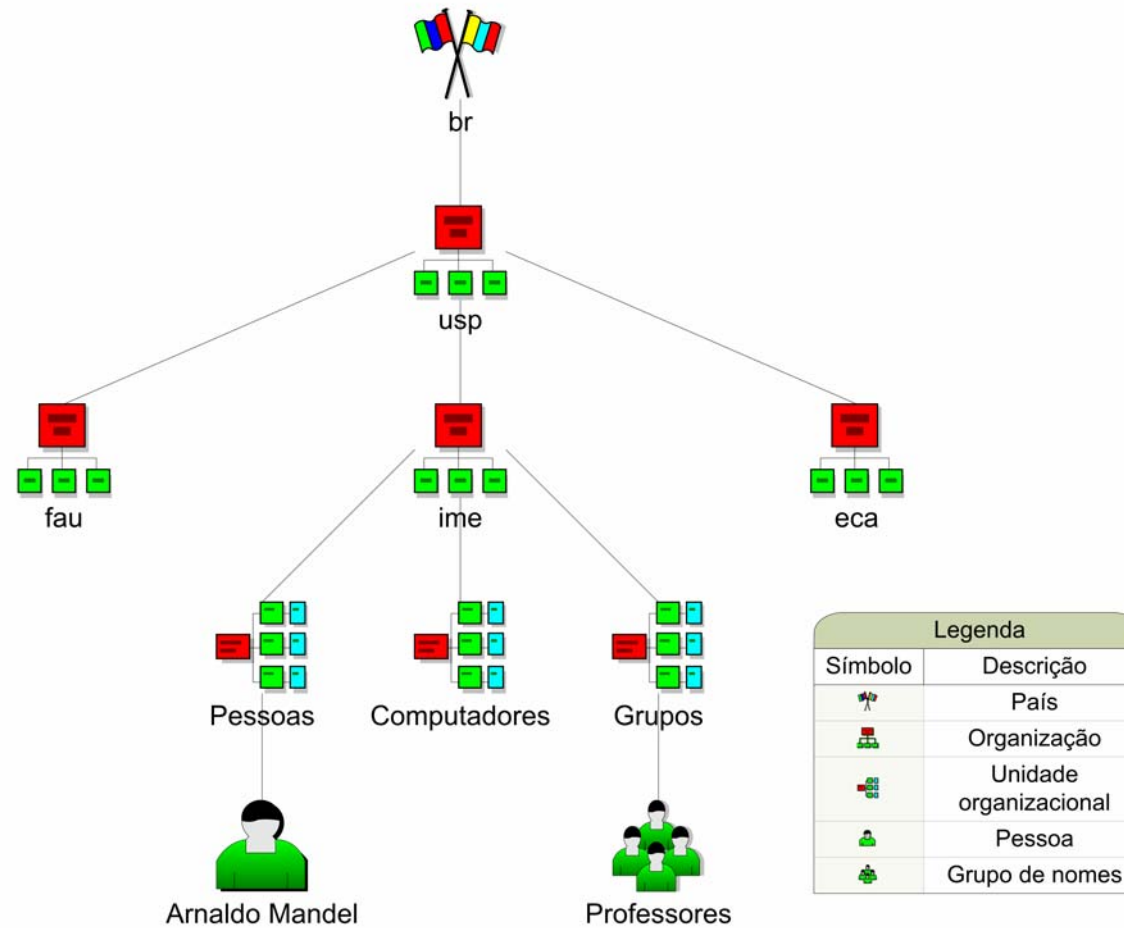 br
usp
fau
ime
eca
Pessoas
Computadores
Grupos
Arnaldo Mandel
Professores
Legenda
Símbolo
Descrição
País
Organização
Unidade
organizacional
Pessoa
Grupo de nomes